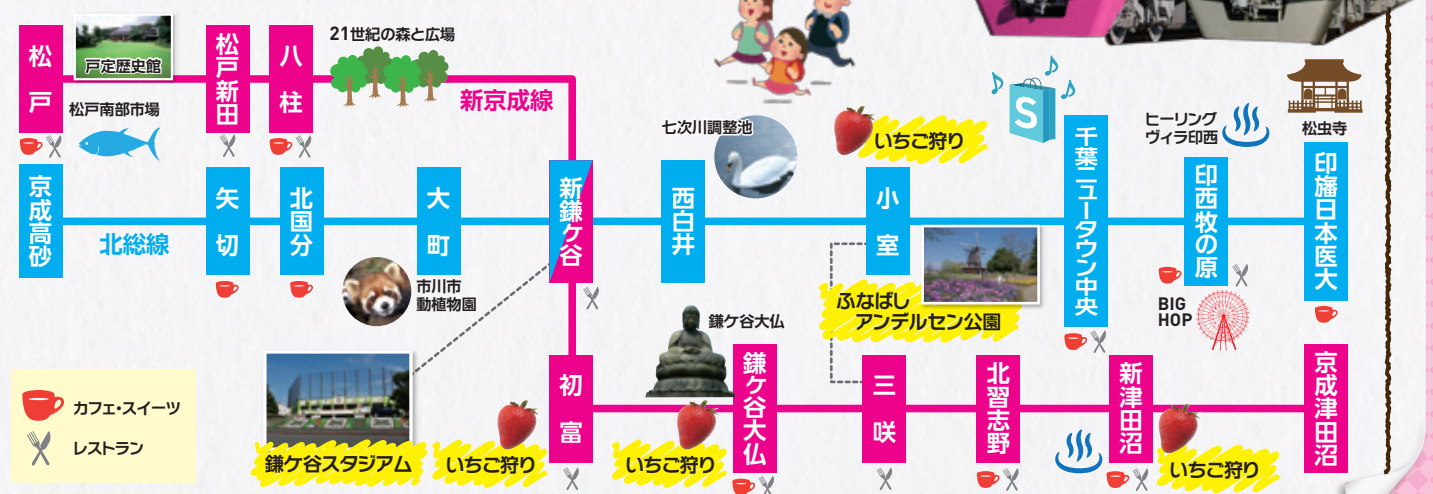 松戸
戸定歴史館
松戸新田
八柱
21世紀の森と広場
新京成線
松戸南部市場
七次川調整池
いちご狩り
S
千葉ニュータウン中央
ヒーリング
ヴィラ印西
松虫寺
京成高砂
北総線
矢切
北国分
大町
新鎌ケ谷
西白井
小室
印西牧の原
印旛日本医大
市川市
動植物園
ふなばし
アンデルセン公園
BIG
HOP
鎌ケ谷大仏
カフェ・スイーツ
レストラン
鎌ケ谷スタジアム
いちご狩り
初富
いちご狩り
鎌ケ谷大仏
三咲
北習志野
新津田沼
いちご狩り
京成津田沼